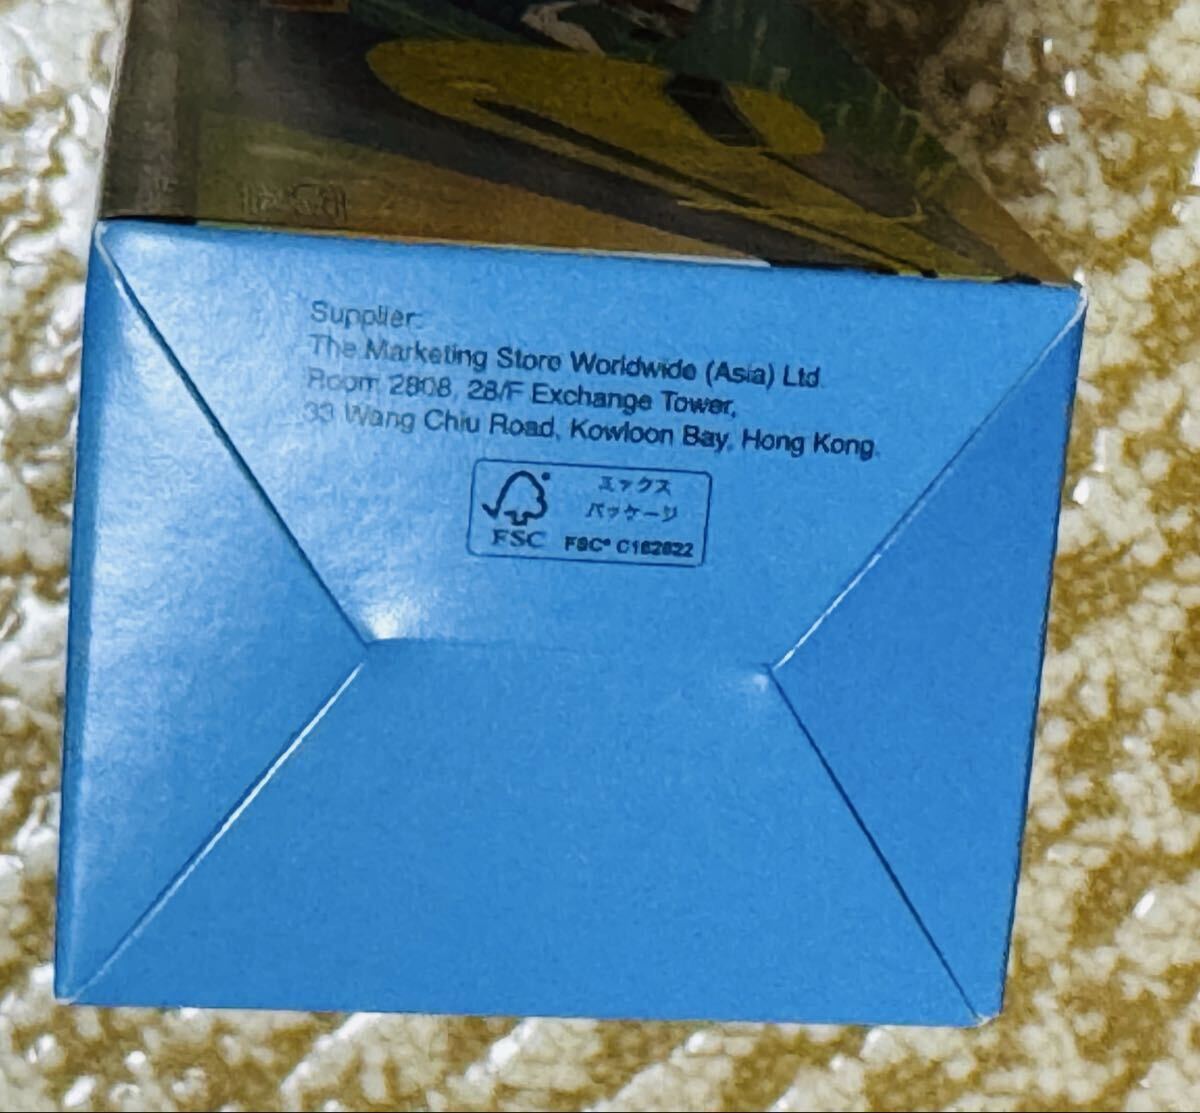 Supplier:
The Marketing Store Worldwide (Asia) Ltd.
Room 2808, 28/F Exchange Tower,
33 Wang Chiu Road, Kowloon Bay, Hong Kong.
ミックス
パッケージ
FSC
FSC® C162622